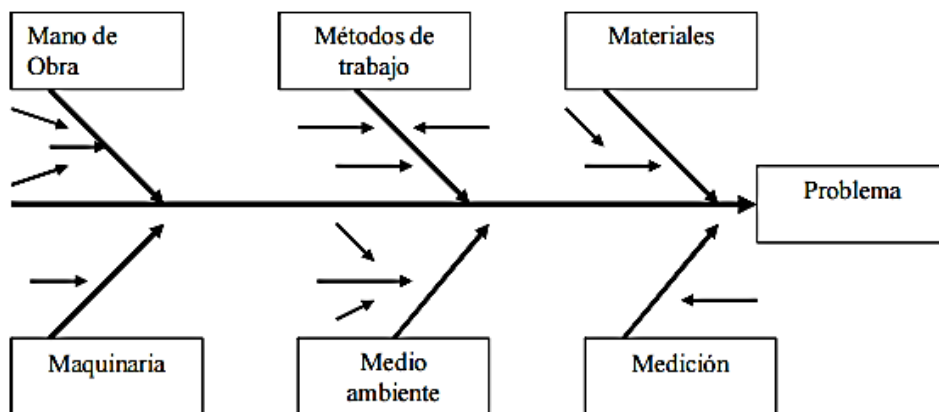 Mano de
Obra
Métodos de
trabajo
Materiales
Problema
Maquinaria
Medio
ambiente
Medición